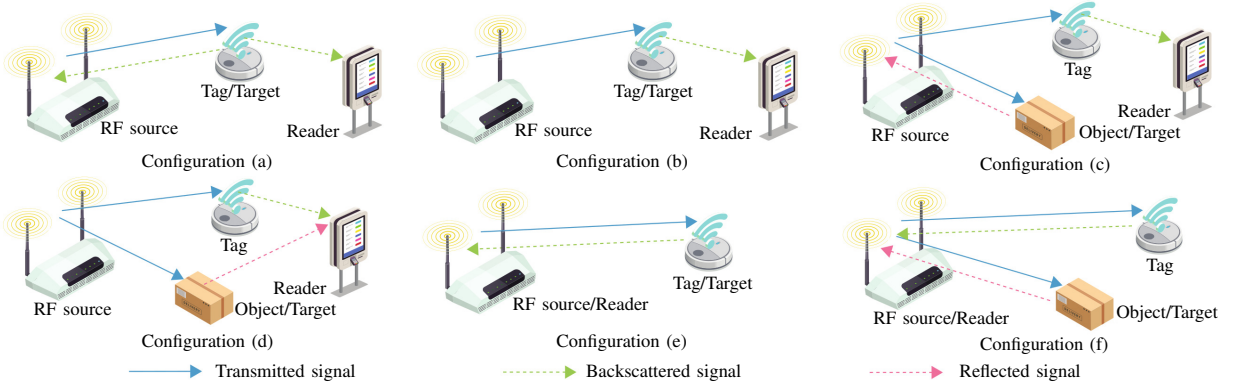 Tag/Target
RF source
Reader
Configuration (a)
Tag/Target
RF source
Reader
Configuration (b)
Tag
Reader
RF source
Object/Target
Configuration (c)
Tag
Reader
RF source
Object/Target
Configuration (d)
Tag/Target
RF source/Reader
Configuration (e)
Tag
Object/Target
RF source/Reader
Configuration (f)
Transmitted signal
Backscattered signal
Reflected signal